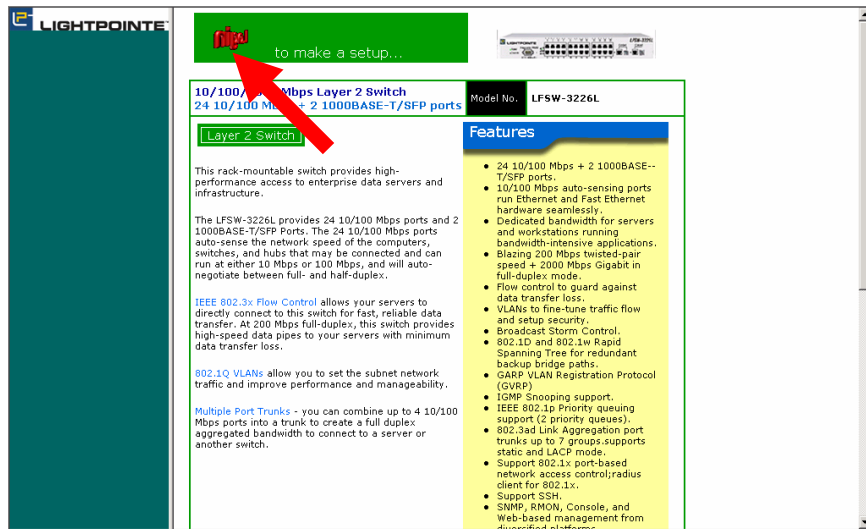 LIGHTPOINTE
to make a setup...
10/100/ Mbps Layer 2 Switch
24 10/100 M + 2 1000BASE-T/SFP ports
Model No.
LFSW-3226L
Layer 2 Switch
This rack-mountable switch provides high-
performance access to enterprise data servers and
infrastructure.
The LFSW-3226L provides 24 10/100 Mbps ports and 2
1000BASE-T/SFP Ports. The 24 10/100 Mbps ports
auto-sense the network speed of the computers,
switches, and hubs that may be connected and can
run at either 10 Mbps or 100 Mbps, and will auto-
negotiate between full- and half-duplex.
IEEE 802.3x Flow Control allows your servers to
directly connect to this switch for fast, reliable data
transfer. At 200 Mbps full-duplex, this switch provides
high-speed data pipes to your servers with minimum
data transfer loss.
802.1Q VLANs allow you to set the subnet network
traffic and improve performance and manageability.
Multiple Port Trunks - you can combine up to 4 10/100
Mbps ports into a trunk to create a full duplex
aggregated bandwidth to connect to a server or
another switch.
Features
24 10/100 Mbps + 2 1000BASE--
T/SFP ports.
10/100 Mbps auto-sensing ports
run Ethernet and Fast Ethernet
hardware seamlessly.
Dedicated bandwidth for servers
and workstations running
bandwidth-intensive applications.
Blazing 200 Mbps twisted-pair
speed + 2000 Mbps Gigabit in
full-duplex mode.
Flow control to guard against
data transfer loss.
VLANs to fine-tune traffic flow
and setup security.
Broadcast Storm Control.
802.1D and 802.1w Rapid
Spanning Tree for redundant
backup bridge paths.
GARP VLAN Registration Protocol
(GVRP)
IGMP Snooping support.
IEEE 802.1p Priority queuing
support (2 priority queues).
802.3ad Link Aggregation port
trunks up to 7 groups.supports
static and LACP mode.
Support 802.1x port-based
network access control;radius
client for 802.1x.
Support SSH.
SNMP, RMON, Console, and
Web-based management from
diversified platforms